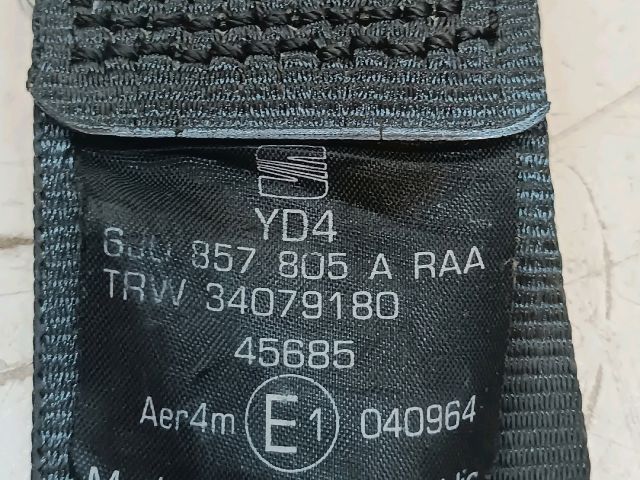 YD4
857 805 A RAA
TRW 34079180
45685
Aer4m E1 040964